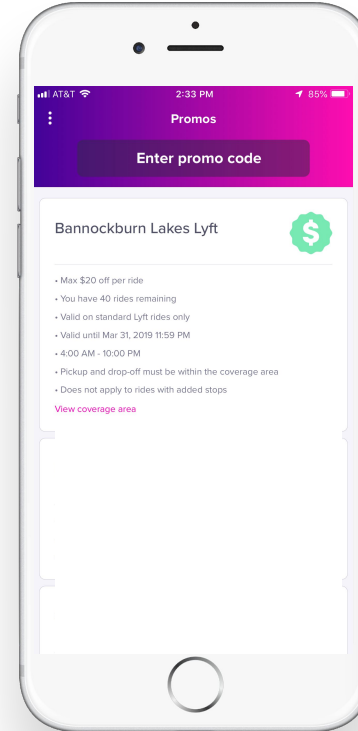 AT&T
2:33 PM
85%
Promos
Enter promo code
Bannockburn Lakes Lyft
$
• Max $20 off per ride
• You have 40 rides remaining
• Valid on standard Lyft rides only
• Valid until Mar 31, 2019 11:59 PM
• 4:00 AM - 10:00 PM
• Pickup and drop-off must be within the coverage area
• Does not apply to rides with added stops
View coverage area